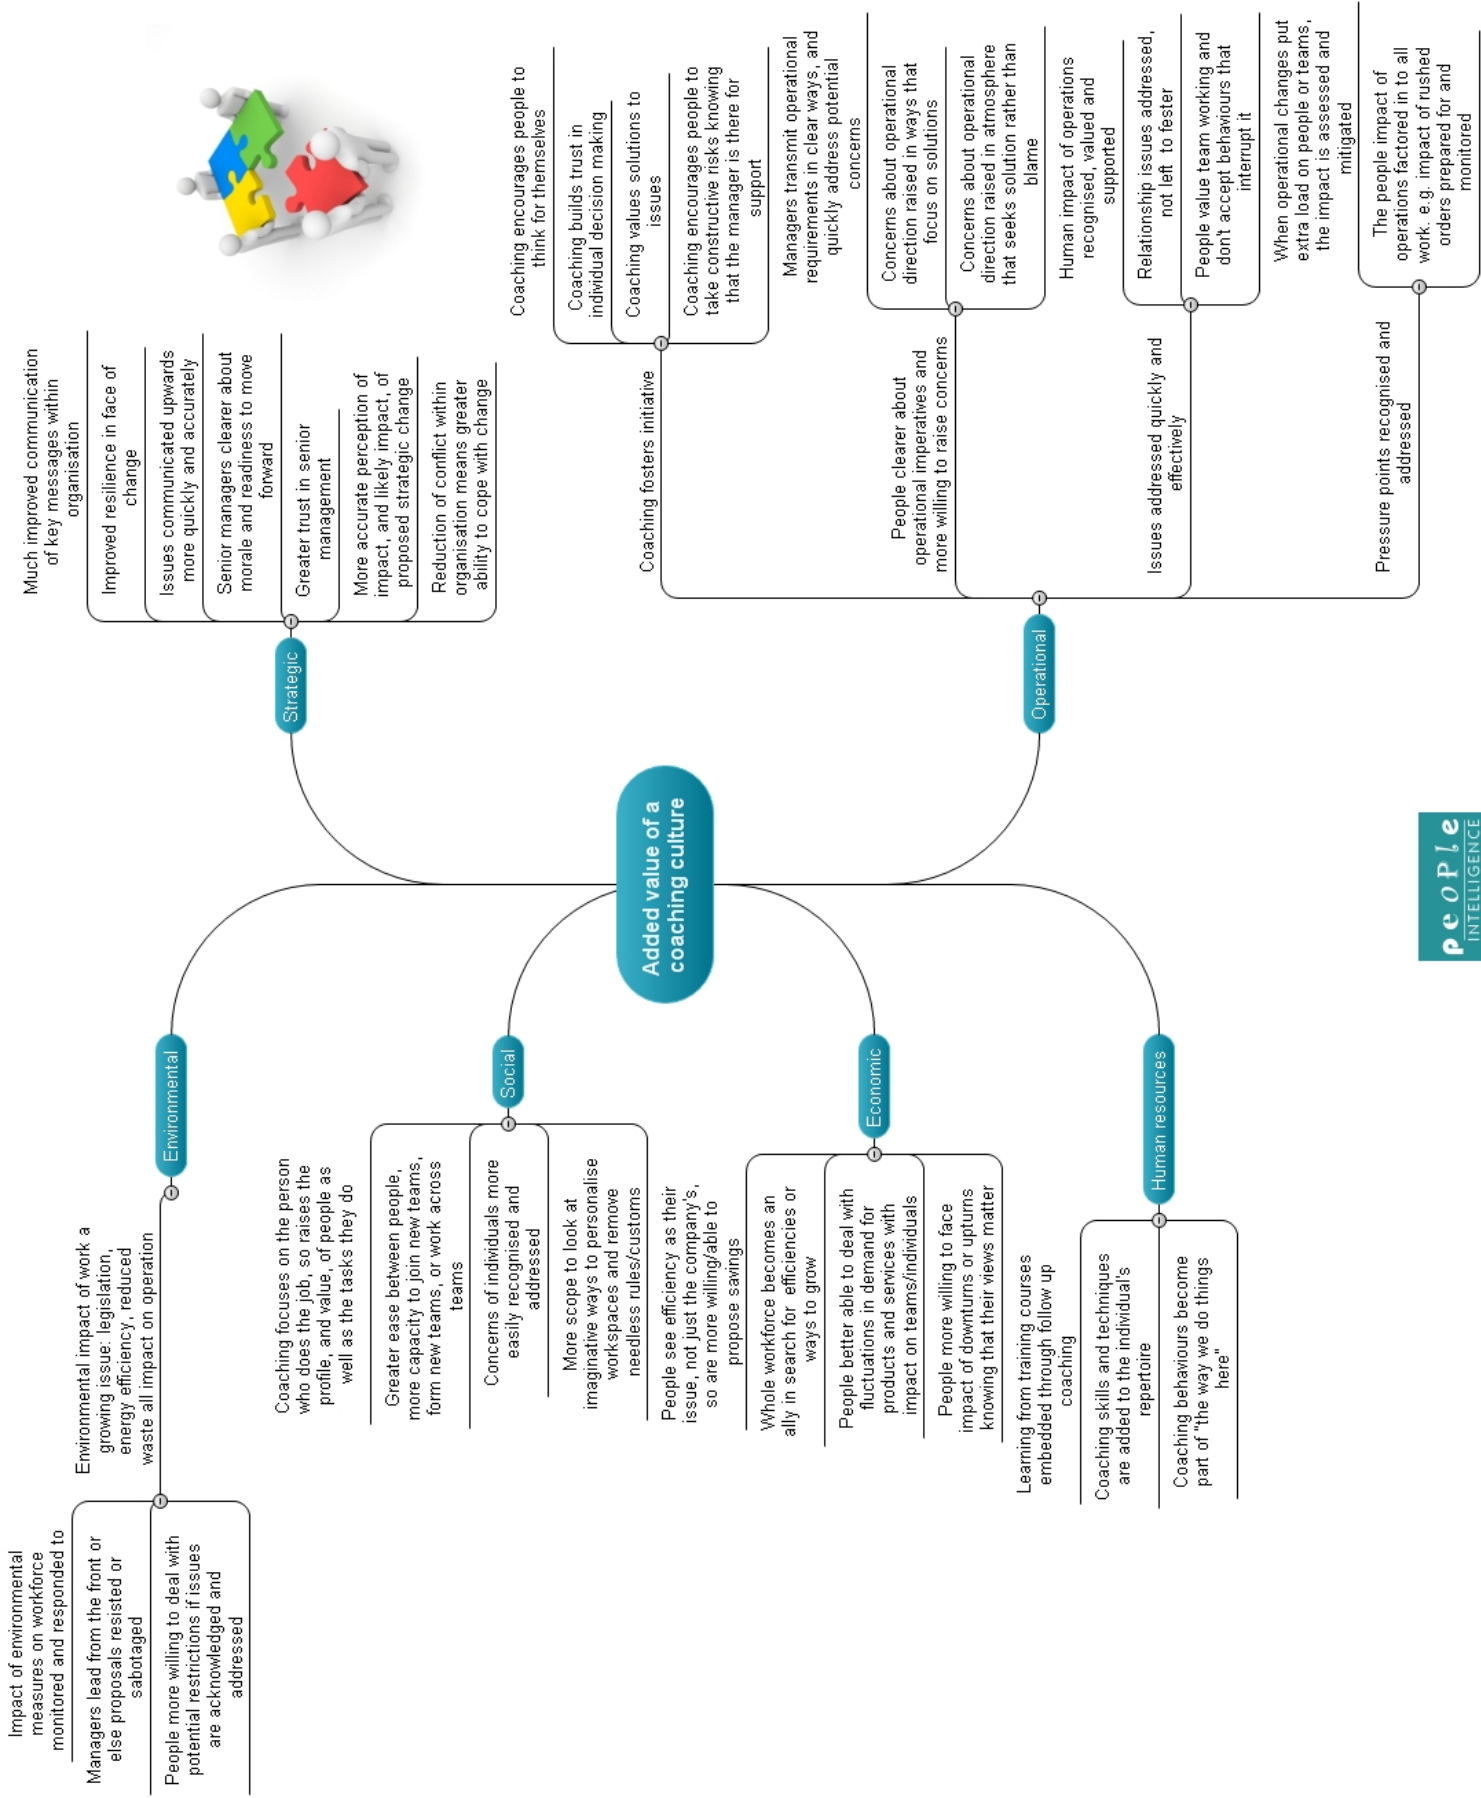 Added value of a
coaching culture
Environmental
Environmental impact of work a
growing issue: legislation,
energy efficiency, reduced
waste all impact on operation
Impact of environmental
measures on workforce
monitored and responded to
Managers lead from the front or
else proposals resisted or
sabotaged
People more willing to deal with
potential restrictions if issues
are acknowledged and
addressed
Social
Coaching focuses on the person
who does the job, so raises the
profile, and value, of people as
well as the tasks they do
Greater ease between people,
more capacity to join new teams,
form new teams, or work across
teams
Concerns of individuals more
easily recognised and
addressed
More scope to look at
imaginative ways to personalise
workspaces and remove
needless rules/customs
Economic
People see efficiency as their
issue, not just the company's,
so are more willing/able to
propose savings
Whole workforce becomes an
ally in search for efficiencies or
ways to grow
People better able to deal with
fluctuations in demand for
products and services with
impact on teams/individuals
People more willing to face
impact of downturns or upturns
knowing that their views matter
Human resources
Learning from training courses
embedded through follow up
coaching
Coaching skills and techniques
are added to the individual's
repertoire
Coaching behaviours become
part of "the way we do things
here"
Strategic
Much improved communication
of key messages within
organisation
Improved resilience in face of
change
Issues communicated upwards
more quickly and accurately
Senior managers clearer about
morale and readiness to move
forward
Greater trust in senior
management
More accurate perception of
impact, and likely impact, of
proposed strategic change
Reduction of conflict within
organisation means greater
ability to cope with change
Operational
Coaching fosters initiative
Coaching encourages people to
think for themselves
Coaching builds trust in
individual decision making
Coaching values solutions to
issues
Coaching encourages people to
take constructive risks knowing
that the manager is there for
support
People clearer about
operational imperatives and
more willing to raise concerns
Managers transmit operational
requirements in clear ways, and
quickly address potential
concerns
Concerns about operational
direction raised in ways that
focus on solutions
Concerns about operational
direction raised in atmosphere
that seeks solution rather than
blame
Issues addressed quickly and
effectively
Human impact of operations
recognised, valued and
supported
Relationship issues addressed,
not left to fester
People value team working and
don't accept behaviours that
interrupt it
Pressure points recognised and
addressed
When operational changes put
extra load on people or teams,
the impact is assessed and
mitigated
The people impact of
operations factored in to all
work. e.g. impact of rushed
orders prepared for and
monitored
peoPle
INTELLIGENCE